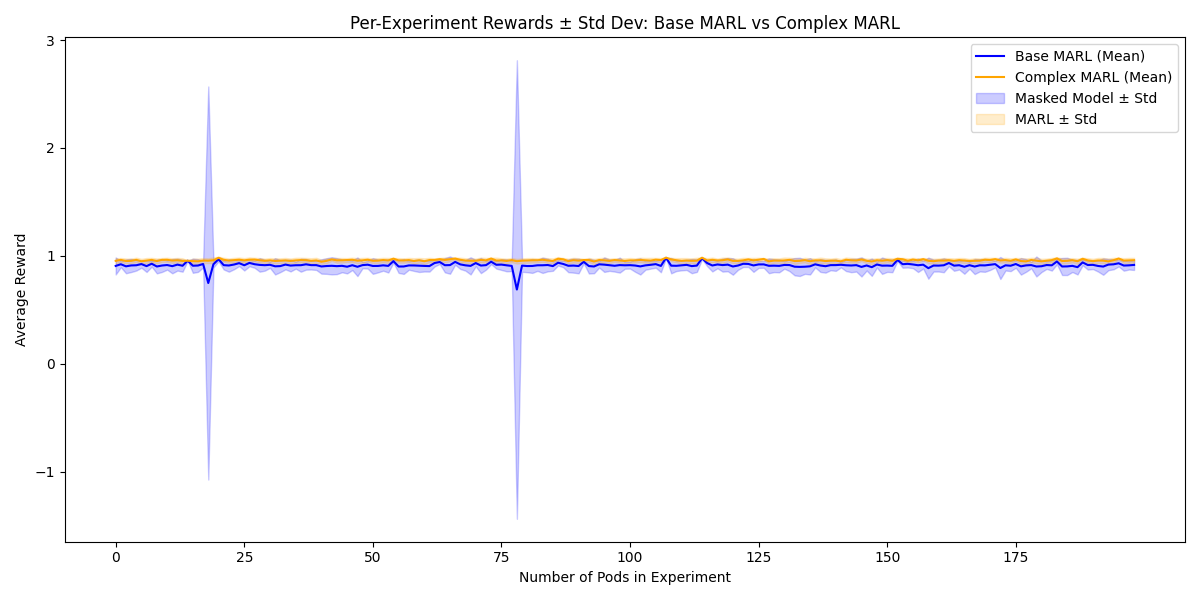 Per-Experiment Rewards ± Std Dev: Base MARL vs Complex MARL
Base MARL (Mean)
Complex MARL (Mean)
Masked Model ± Std
MARL ± Std
Average Reward
3
2
1
0
−1
0 25 50 75 100 125 150 175
Number of Pods in Experiment